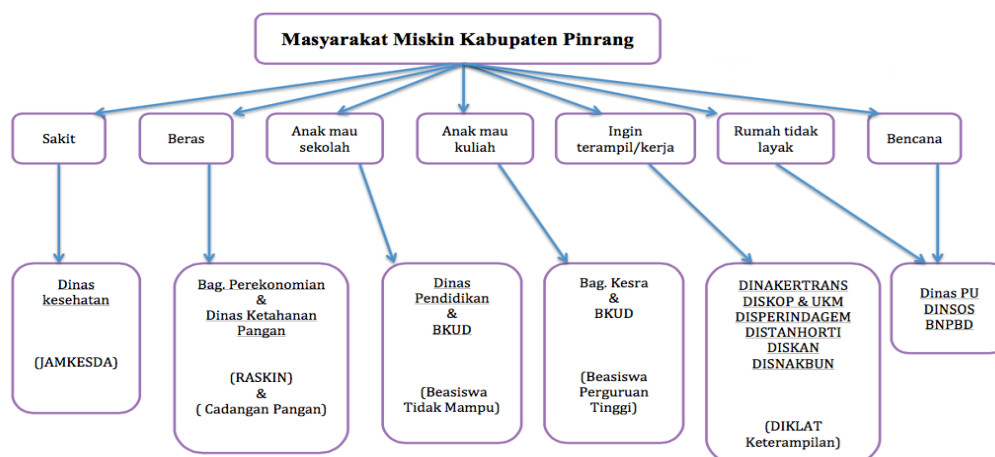 Masyarakat Miskin Kabupaten Pinrang
Sakit
Beras
Anak mau
sekolah
Anak mau
kuliah
Ingin
terampil/kerja
Rumah tidak
layak
Bencana
Dinas
kesehatan
(JAMKESDA)
Bag. Perekonomian
&
Dinas Ketahanan
Pangan
(RASKIN)
&
( Cadangan Pangan)
Dinas
Pendidikan
&
BKUD
(Beasiswa
Tidak Mampu)
Bag. Kesra
&
BKUD
(Beasiswa
Perguruan
Tinggi)
DINAKERTRANS
DISKOP & UKM
DISPERINDAGEM
DISTANHORTI
DISKAN
DISNAKBUN
(DIKLAT
Keterampilan)
Dinas PU
DINSOS
BNPBD